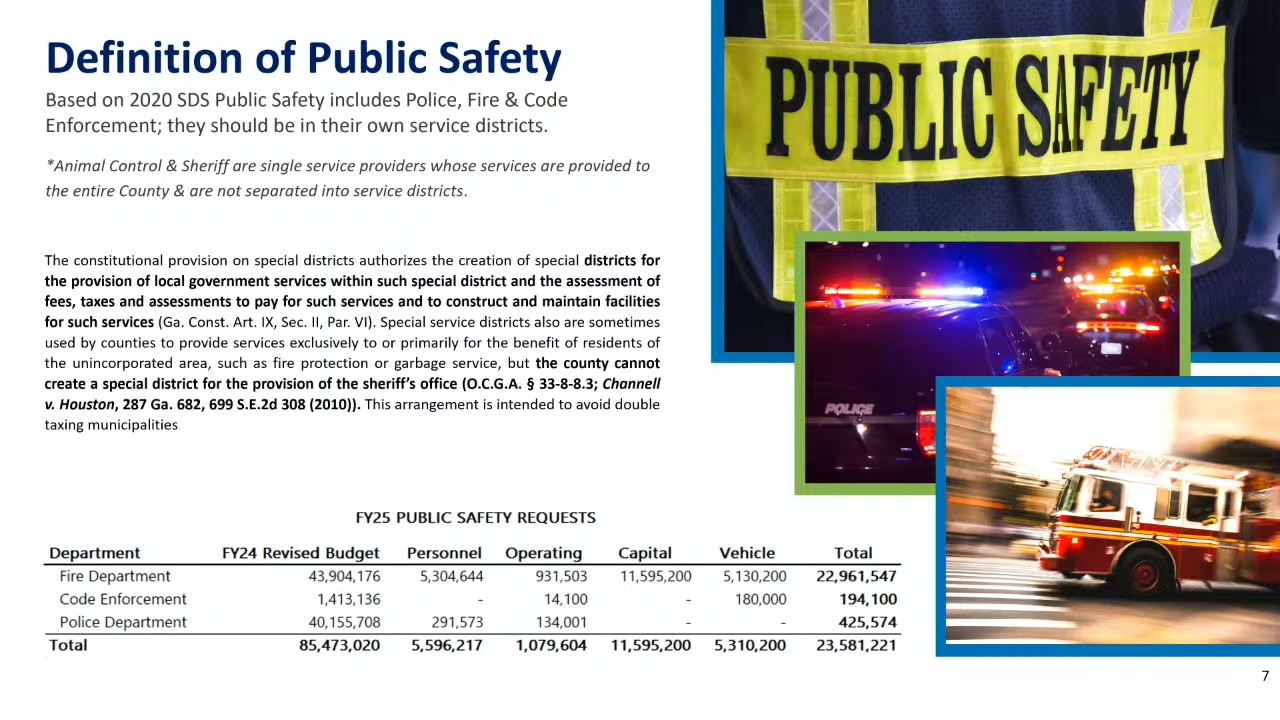 Definition of Public Safety
Based on 2020 SDS Public Safety includes Police, Fire & Code
Enforcement; they should be in their own service districts.
*Animal Control & Sheriff are single service providers whose services are provided to
the entire County & are not separated into service districts.
The constitutional provision on special districts authorizes the creation of special districts for
the provision of local government services within such special district and the assessment of
fees, taxes and assessments to pay for such services and to construct and maintain facilities
for such services (Ga. Const. Art. IX, Sec. II, Par. VI). Special service districts also are sometimes
used by counties to provide services exclusively to or primarily for the benefit of residents of
the unincorporated area, such as fire protection or garbage service, but the county cannot
create a special district for the provision of the sheriff's office (O.C.G.A. § 33-8-8.3; Channell
v. Houston, 287 Ga. 682, 699 S.E.2d 308 (2010)). This arrangement is intended to avoid double
taxing municipalities.
PUBLIC SAFETY
POLICE
FY25 PUBLIC SAFETY REQUESTS
Department FY24 Revised Budget Personnel Operating Capital Vehicle Total
Fire Department 43,904,176 5,304,644 931,503 11,595,200 5,130,200 22,961,547
Code Enforcement 1,413,136 - 14,100 - 180,000 194,100
Police Department 40,155,708 291,573 134,001 - - 425,574
Total 85,473,020 5,596,217 1,079,604 11,595,200 5,310,200 23,581,221
7